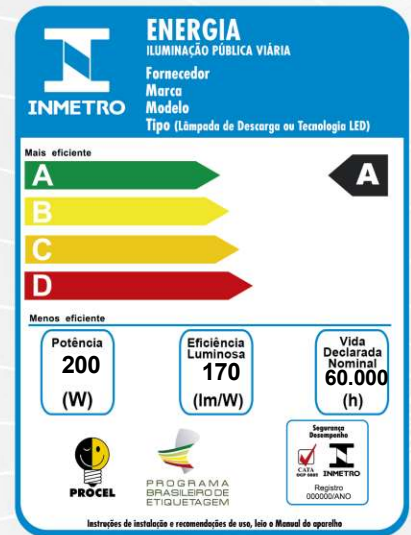 ENERGIA
ILUMINAÇÃO PÚBLICA VIÁRIA
Fornecedor
Marca
Modelo
Tipo (Lâmpada de Descarga ou Tecnologia LED)
INMETRO
Mais eficiente
A
A
B
C
D
Menos eficiente
Potência
200
(W)
Eficiência
Luminosa
170
(lm/W)
Vida
Declarada
Nominal
60.000
(h)
PROCEL
PROGRAMA
BRASILEIRO DE
ETIQUETAGEM
Segurança
Desempenho
INMETRO
Registro
000000/ANO
Instruções de instalação e recomendações de uso, leia o Manual do aparelho